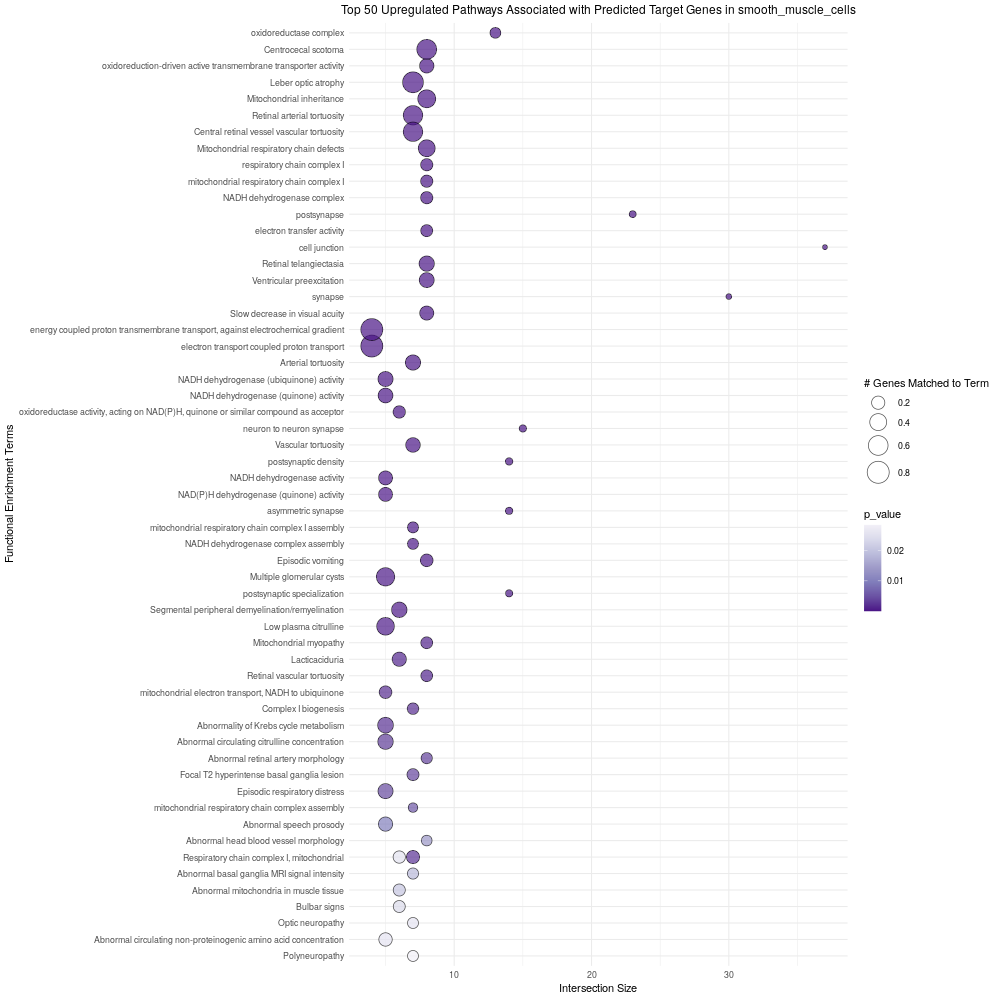 Top 50 Upregulated Pathways Associated with Predicted Target Genes in smooth_muscle_cells
oxidoreductase complex
Centrocecal scotoma
oxidoreduction-driven active transmembrane transporter activity
Leber optic atrophy
Mitochondrial inheritance
Retinal arterial tortuosity
Central retinal vessel vascular tortuosity
Mitochondrial respiratory chain defects
respiratory chain complex I
mitochondrial respiratory chain complex I
NADH dehydrogenase complex
postsynapse
electron transfer activity
cell junction
Retinal telangiectasia
Ventricular preexcitation
synapse
Slow decrease in visual acuity
energy coupled proton transmembrane transport, against electrochemical gradient
electron transport coupled proton transport
Arterial tortuosity
NADH dehydrogenase (ubiquinone) activity
NADH dehydrogenase (quinone) activity
oxidoreductase activity, acting on NAD(P)H, quinone or similar compound as acceptor
neuron to neuron synapse
Vascular tortuosity
postsynaptic density
NADH dehydrogenase activity
NAD(P)H dehydrogenase (quinone) activity
asymmetric synapse
mitochondrial respiratory chain complex I assembly
NADH dehydrogenase complex assembly
Episodic vomiting
Multiple glomerular cysts
postsynaptic specialization
Segmental peripheral demyelination/remyelination
Low plasma citrulline
Mitochondrial myopathy
Lacticaciduria
Retinal vascular tortuosity
mitochondrial electron transport, NADH to ubiquinone
Complex I biogenesis
Abnormality of Krebs cycle metabolism
Abnormal circulating citrulline concentration
Abnormal retinal artery morphology
Focal T2 hyperintense basal ganglia lesion
Episodic respiratory distress
mitochondrial respiratory chain complex assembly
Abnormal speech prosody
Abnormal head blood vessel morphology
Respiratory chain complex I, mitochondrial
Abnormal basal ganglia MRI signal intensity
Abnormal mitochondria in muscle tissue
Bulbar signs
Optic neuropathy
Abnormal circulating non-proteinogenic amino acid concentration
Polyneuropathy
Functional Enrichment Terms
10 20 30
Intersection Size
# Genes Matched to Term
0.2
0.4
0.6
0.8
p_value
0.02
0.01